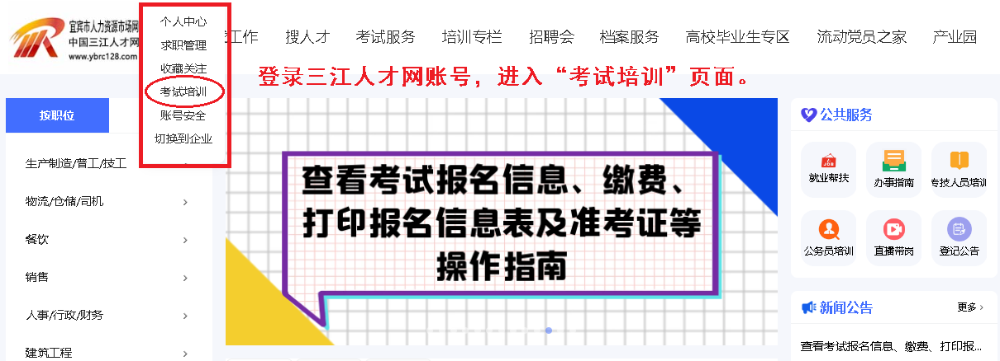 宜宾市人力资源市场网
中国三江人才网
www.ybrc128.com
个人中心
求职管理
收藏关注
考试培训
账号安全
切换到企业
工作
搜人才
考试服务
培训专栏
招聘会
档案服务
高校毕业生专区
流动党员之家
产业园
登录三江人才网账号，进入“考试培训”页面。
按职位
生产制造/普工/技工
物流/仓储/司机
餐饮
销售
人事/行政/财务
建筑工程
查看考试报名信息、缴费、
打印报名信息表及准考证等
操作指南
公共服务
就业帮扶
办事指南
专技人员培训
公务员培训
直播带岗
登记公告
新闻公告
更多
查看考试报名信息、缴费、打印报...